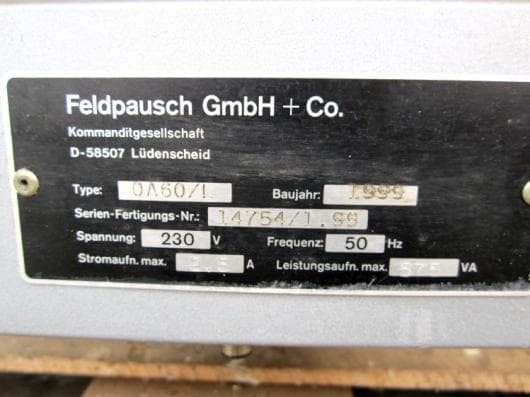 Feldpausch GmbH + Co.
Kommanditgesellschaft
D-58507 Lüdenscheid
Type: OA60/L Baujahr: 1999
Serien-Fertigungs-Nr.: 14754/1.99
Spannung: 230 V Frequenz: 50 Hz
Stromaufn. max. A Leistungsaufn. max. 575 VA